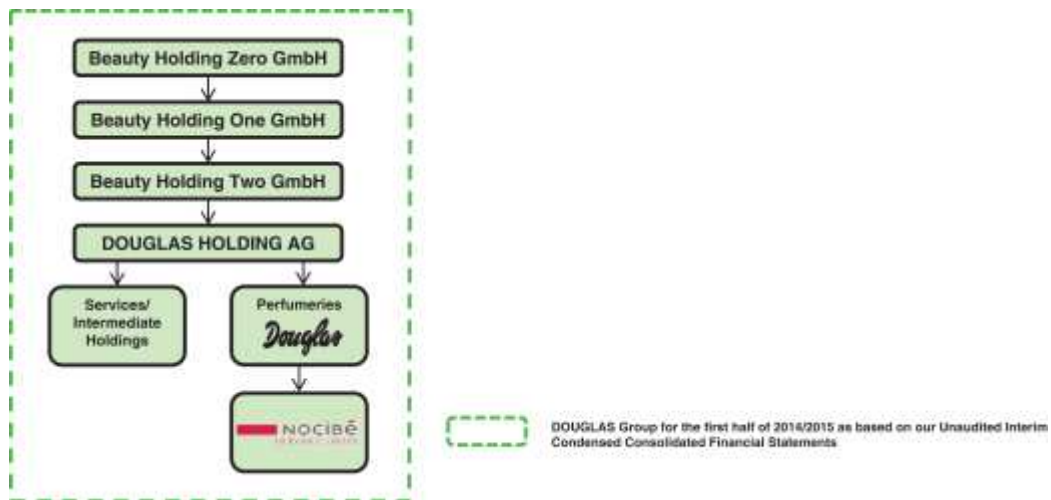 Beauty Holding Zero GmbH
Beauty Holding One GmbH
Beauty Holding Two GmbH
DOUGLAS HOLDING AG
Services/
Intermediate
Holdings
Perfumeries
Douglas
NOCIBÉ
DOUGLAS Group for the first half of 2014/2015 as based on our Unaudited Interim
Condensed Consolidated Financial Statements